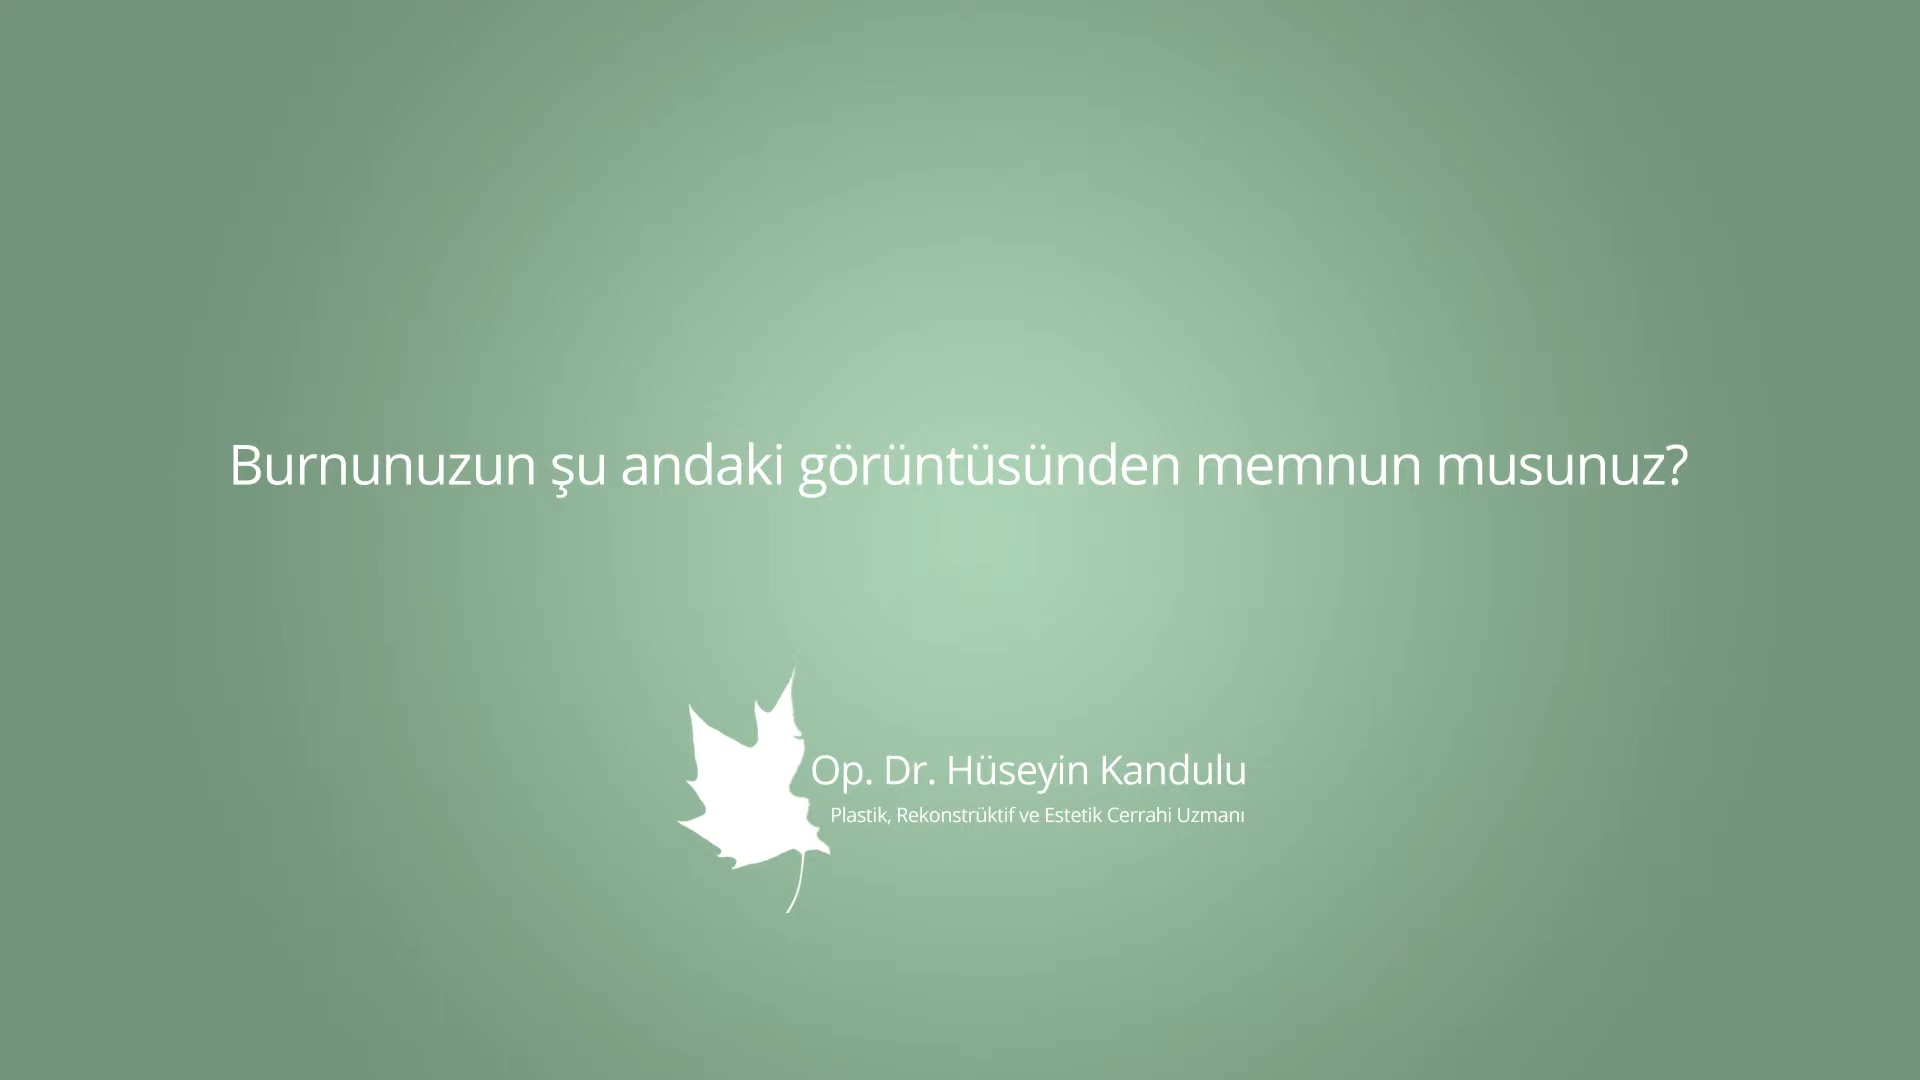 Burnunuzun şu andaki görüntüsünden memnun musunuz?
Op. Dr. Hüseyin Kandulu
Plastik, Rekonstrüktif ve Estetik Cerrahi Uzmanı